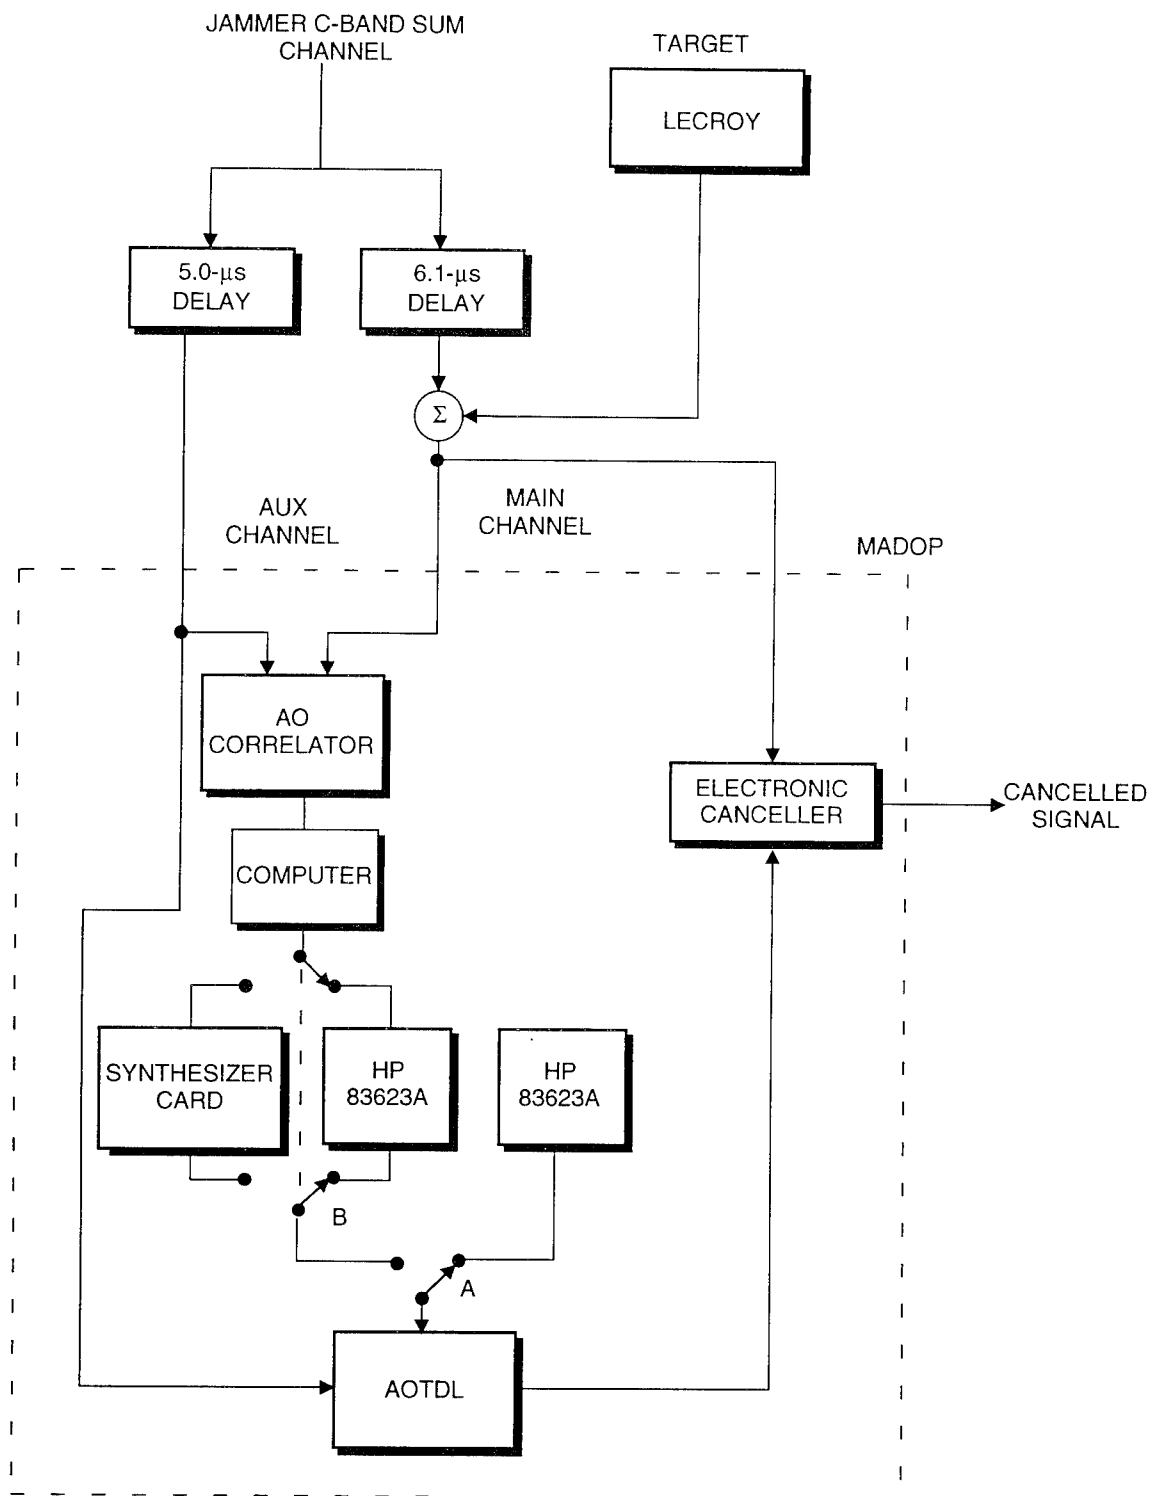 JAMMER C-BAND SUM
CHANNEL
TARGET
LECROY
5.0-μs
DELAY
6.1-μs
DELAY
Σ
AUX
CHANNEL
MAIN
CHANNEL
MADOP
AO
CORRELATOR
ELECTRONIC
CANCELLER
CANCELLED
SIGNAL
COMPUTER
SYNTHESIZER
CARD
HP
83623A
HP
83623A
B
A
AOTDL